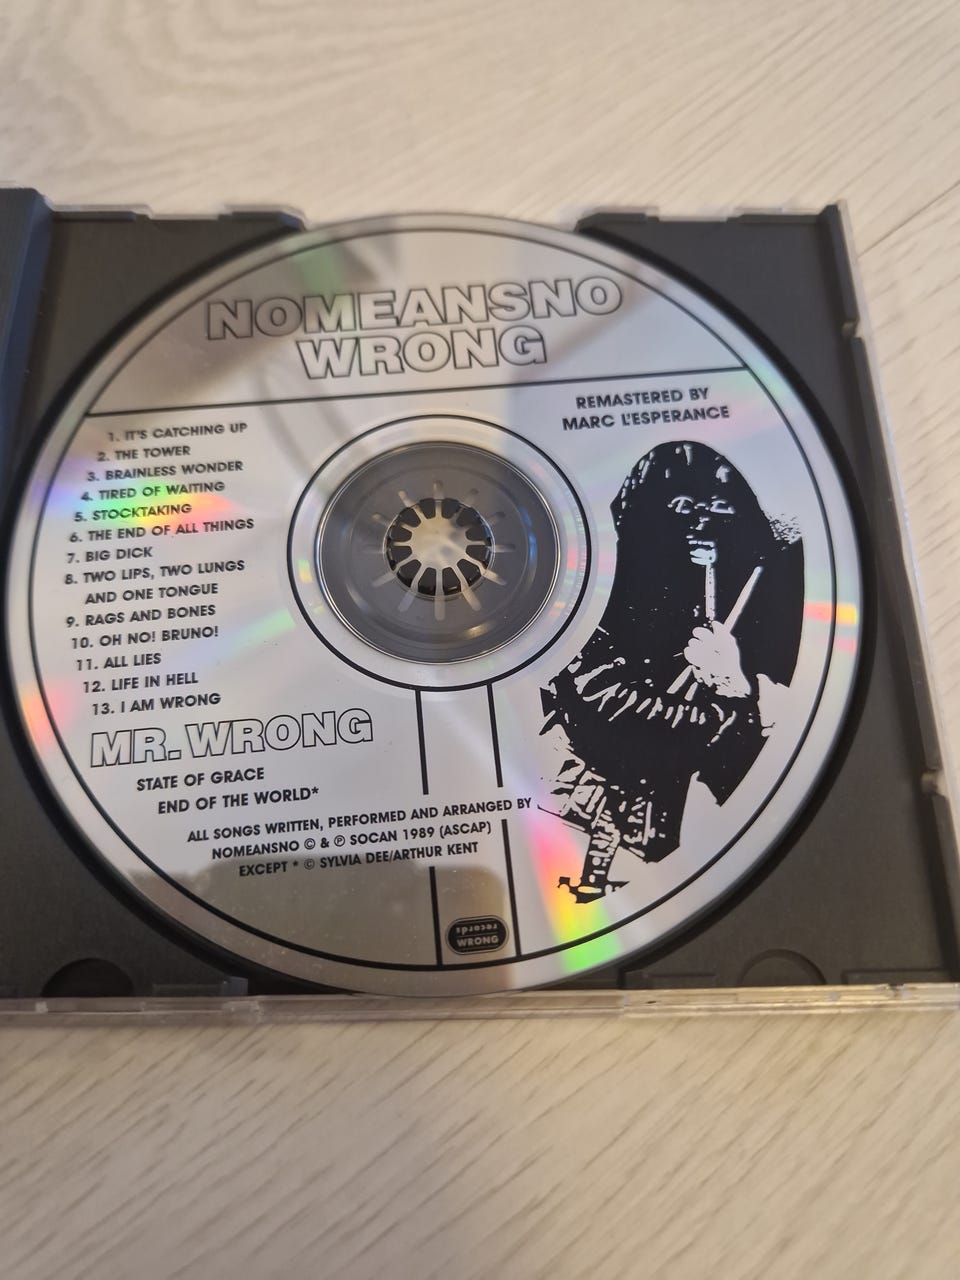 NOMEANSNO
WRONG
REMASTERED BY
MARC L'ESPERANCE
1. IT'S CATCHING UP
2. THE TOWER
3. BRAINLESS WONDER
4. TIRED OF WAITING
5. STOCKTAKING
6. THE END OF ALL THINGS
7. BIG DICK
8. TWO LIPS, TWO LUNGS
AND ONE TONGUE
9. RAGS AND BONES
10. OH NO! BRUNO!
11. ALL LIES
12. LIFE IN HELL
13. I AM WRONG
MR. WRONG
STATE OF GRACE
END OF THE WORLD*
ALL SONGS WRITTEN, PERFORMED AND ARRANGED BY
NOMEANSNO © & ℗ SOCAN 1989 (ASCAP)
EXCEPT * © SYLVIA DEE/ARTHUR KENT
records
WRONG